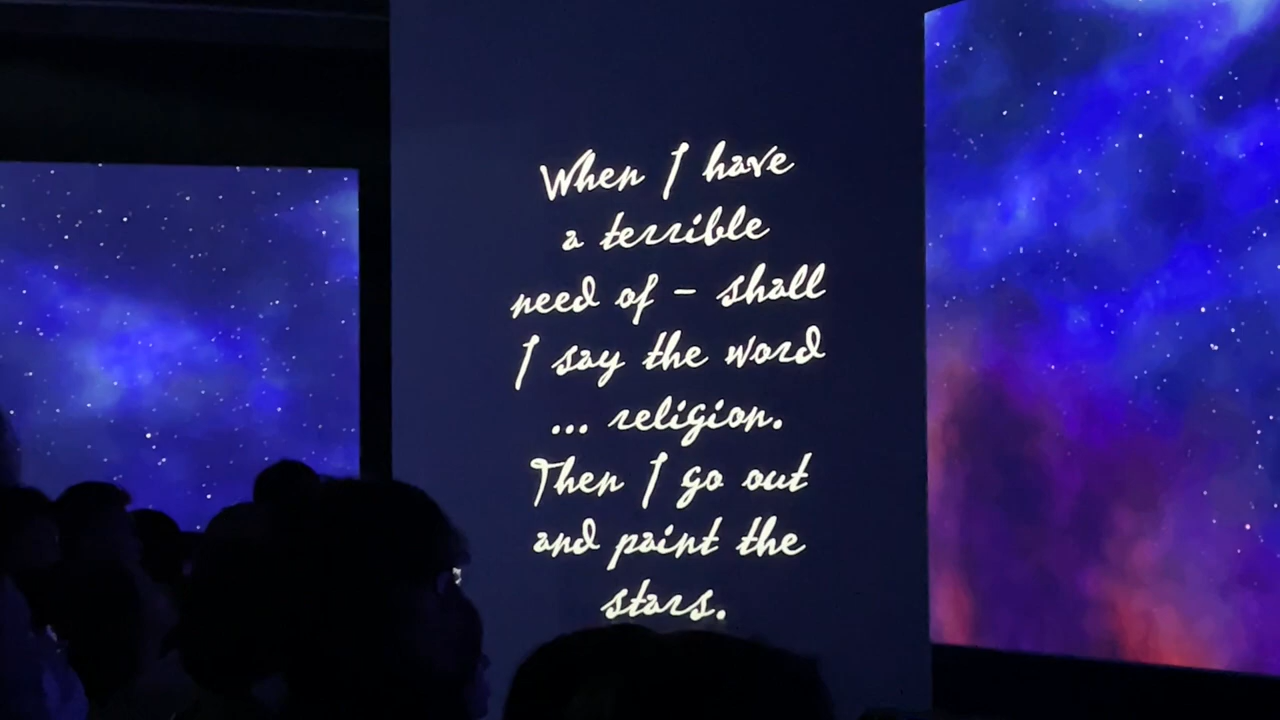 When I have
a terrible
need of – shall
I say the word
... religion.
Then I go out
and paint the
stars.